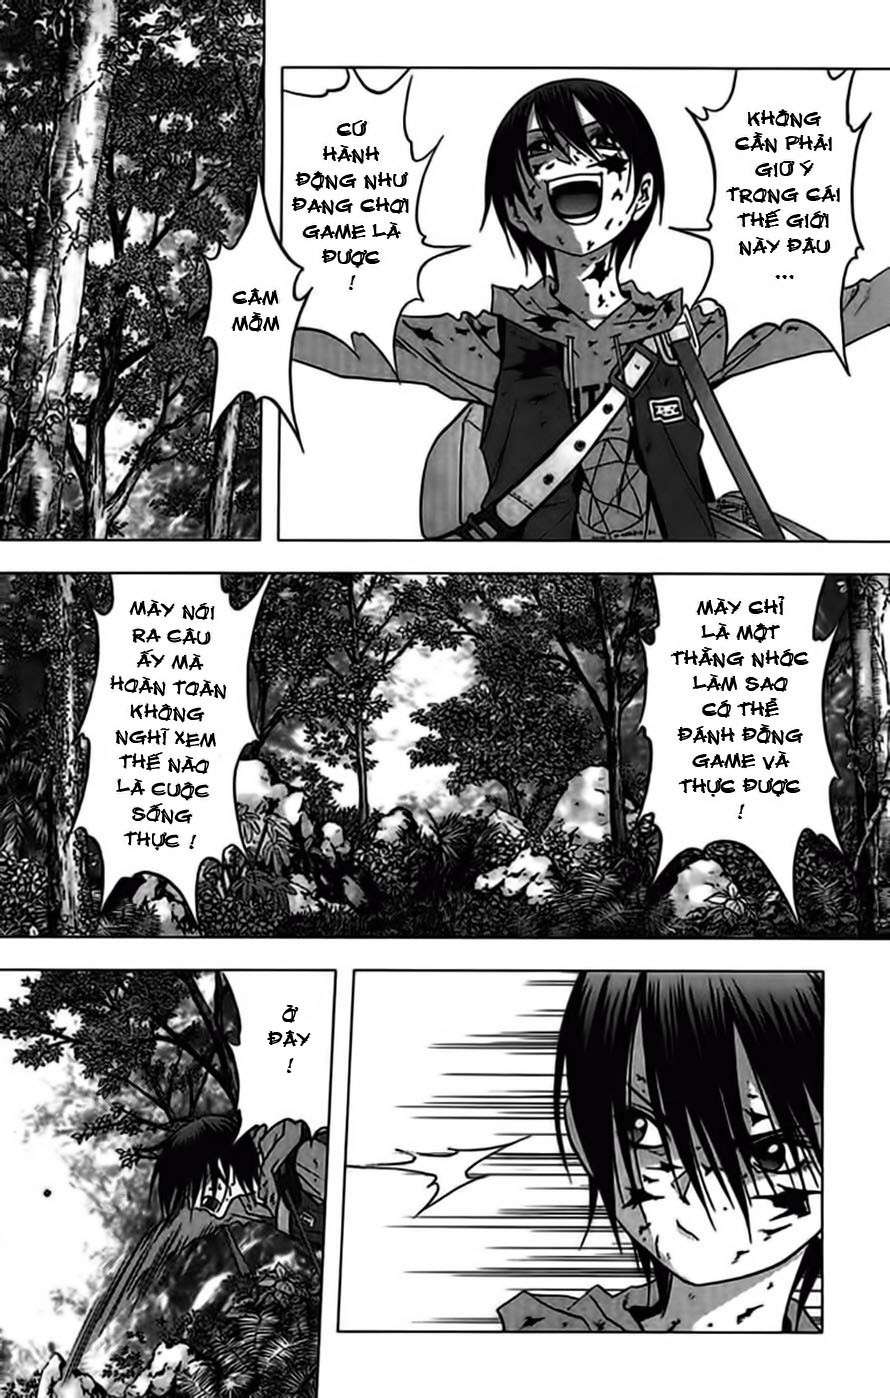 KHÔNG
CẦN PHẢI
GIỮ Ý
TRONG CÁI
THẾ GIỚI
NÀY ĐÂU
...
CỨ
HÀNH
ĐỘNG NHƯ
ĐANG CHƠI
GAME LÀ
ĐƯỢC
!
CÂM
MỒM
MÀY CHỈ
LÀ MỘT
THẰNG NHÓC
LÀM SAO
CÓ THỂ
ĐÁNH ĐỒNG
GAME VÀ
THỰC ĐƯỢC
!
MÀY NÓI
RA CÂU
ẤY MÀ
HOÀN TOÀN
KHÔNG
NGHĨ XEM
THẾ NÀO
LÀ CUỘC
SỐNG
THỰC !
Ở
ĐÂY
!